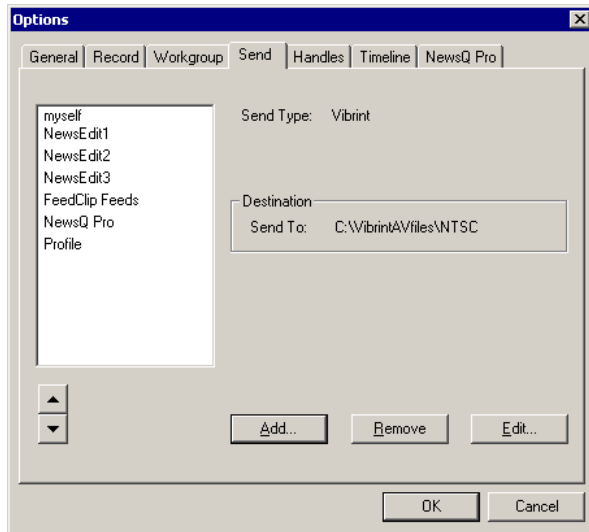 Options
General Record Workgroup Send Handles Timeline NewsQ Pro
myself
NewsEdit1
NewsEdit2
NewsEdit3
FeedClip Feeds
NewsQ Pro
Profile
Send Type: Vibrint
Destination
Send To: C:\VibrintAVfiles\NTSC
Add... Remove Edit...
OK Cancel